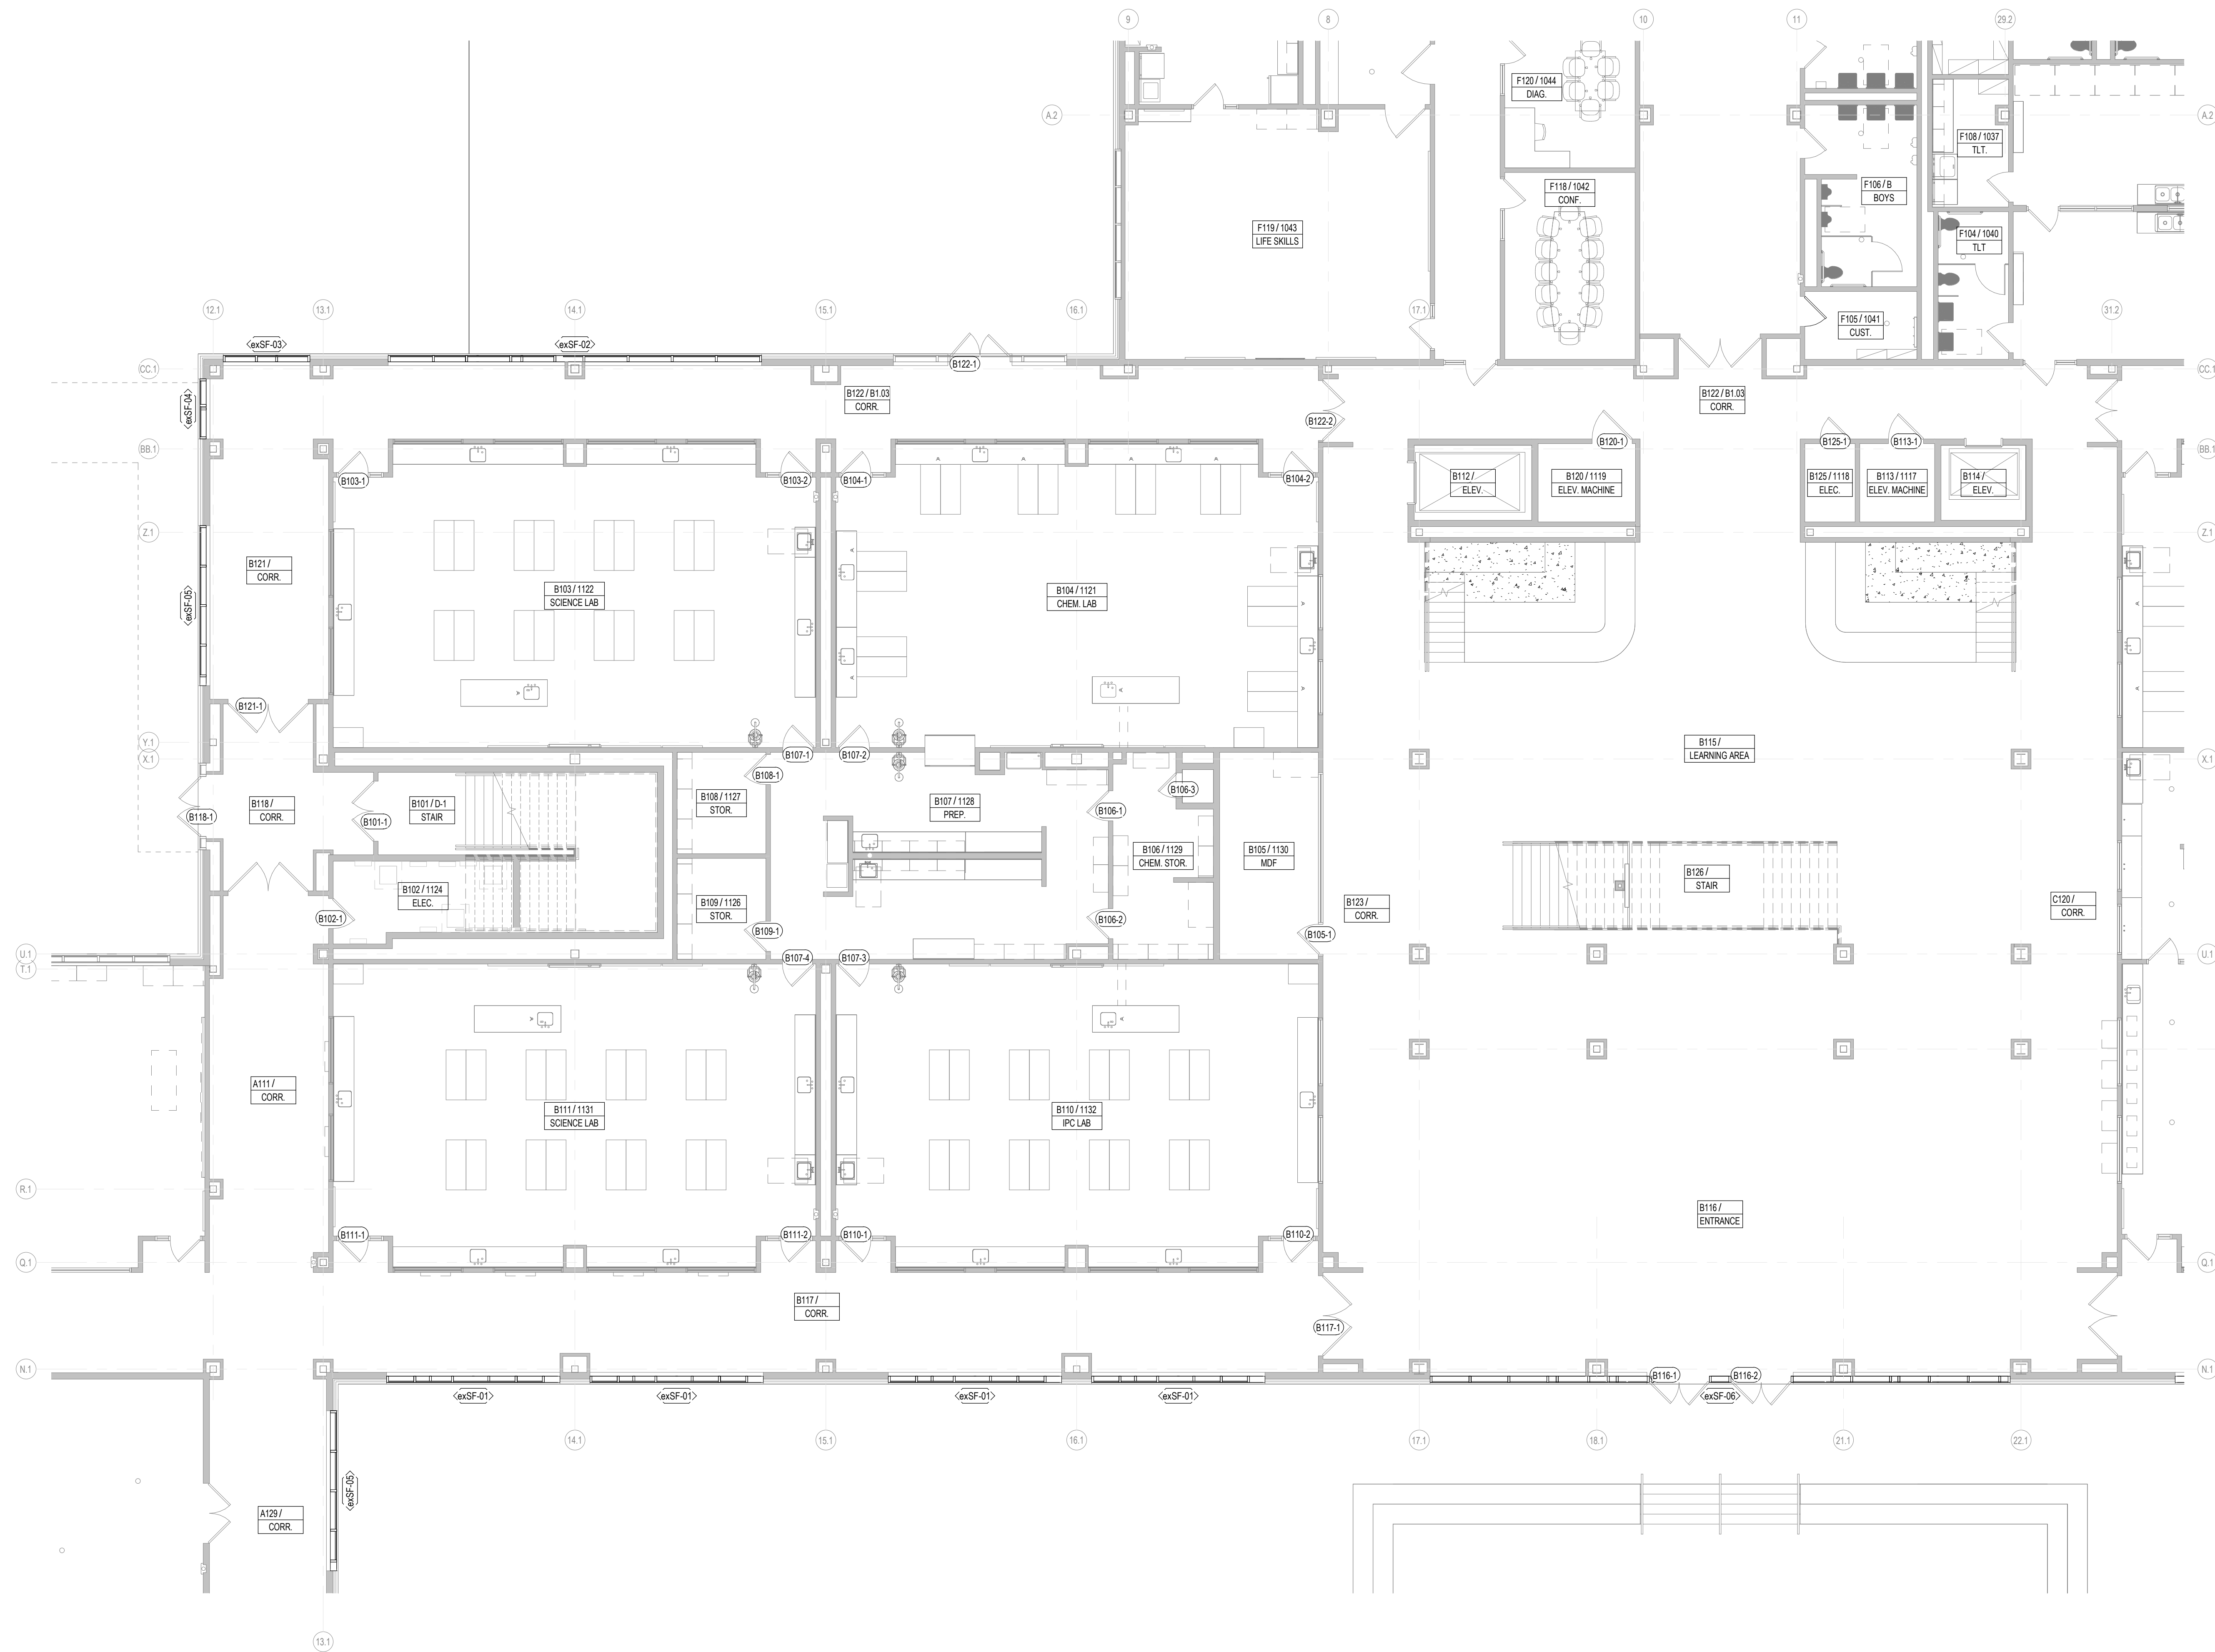 9
8
10
11
29.2
A.2
F120 / 1044
DIAG.
A.2
F108 / 1037
TLT.
F118 / 1042
CONF.
F106 / B
BOYS
F119 / 1043
LIFE SKILLS
F104 / 1040
TLT
12.1
13.1
14.1
15.1
16.1
17.1
31.2
F105 / 1041
CUST.
exSF-03
exSF-02
B122-1
CC.1
CC.1
exSF-04
B122 / B1.03
CORR.
B122-2
B122 / B1.03
CORR.
BB.1
B120-1
B125-1
B113-1
BB.1
B103-1
B103-2
B104-1
B104-2
A
A
A
A
B112 /
ELEV.
B120 / 1119
ELEV. MACHINE
B125 / 1118
ELEC.
B113 / 1117
ELEV. MACHINE
B114 /
ELEV.
Z.1
Z.1
A
B121 /
CORR.
exSF-05
B103 / 1122
SCIENCE LAB
B104 / 1121
CHEM. LAB
A
A
A
A
A
A
A
A
A
B121-1
Y.1
X.1
B107-1
B107-2
B115 /
LEARNING AREA
X.1
B108-1
B108 / 1127
STOR.
B106-3
B118 /
CORR.
B101 / D-1
STAIR
B107 / 1128
PREP.
B106-1
B118-1
B101-1
B106 / 1129
CHEM. STOR.
B105 / 1130
MDF
B126 /
STAIR
B102 / 1124
ELEC.
B109 / 1126
STOR.
B123 /
CORR.
C120 /
CORR.
B102-1
B109-1
B106-2
B105-1
U.1
T.1
B107-4
B107-3
U.1
A
A
A111 /
CORR.
B111 / 1131
SCIENCE LAB
B110 / 1132
IPC LAB
R.1
B116 /
ENTRANCE
B111-1
B111-2
B110-1
B110-2
Q.1
Q.1
B117 /
CORR.
B117-1
N.1
N.1
B116-1
B116-2
exSF-01
exSF-01
exSF-01
exSF-01
exSF-06
14.1
15.1
16.1
17.1
18.1
21.1
22.1
exSF-05
A129 /
CORR.
13.1